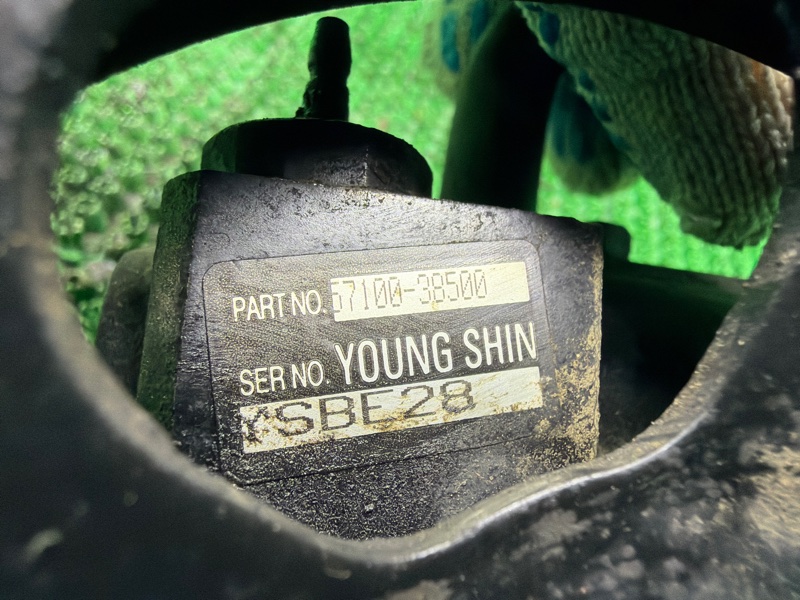 PART NO. 57100-38500
SER NO. YOUNG SHIN
YSBE28